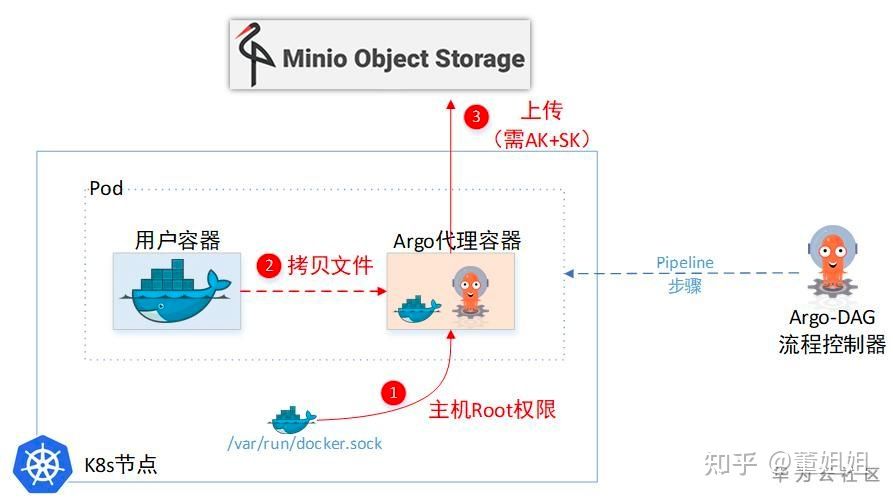 Minio Object Storage
3
上传
（需AK+SK）
Pod
用户容器
Argo代理容器
2
拷贝文件
Pipeline
步骤
Argo-DAG
流程控制器
1
主机Root权限
/var/run/docker.sock
K8s节点
知乎 @董姐姐
华为云社区